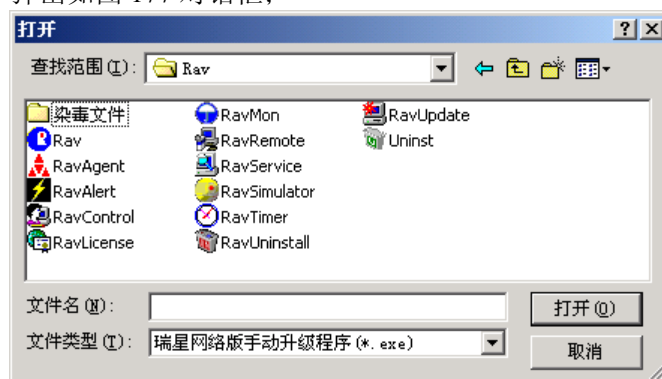 打开
查找范围(I): Rav
染毒文件 RavMon RavUpdate
Rav RavRemote Uninst
RavAgent RavService
RavAlert RavSimulator
RavControl RavTimer
RavLicense RavUninstall
文件名(N): 打开(O)
文件类型(T): 瑞星网络版手动升级程序(*.exe) 取消